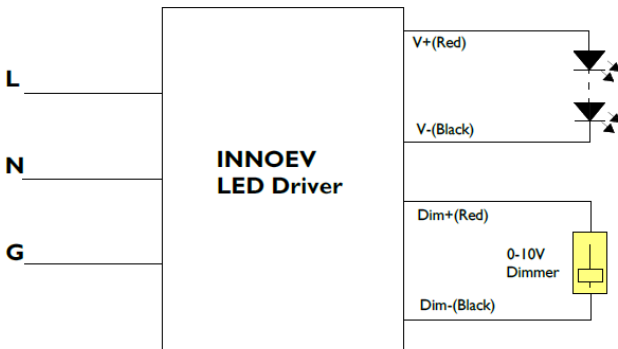 L
N
G
INNOEV
LED Driver
V+(Red)
V-(Black)
Dim+(Red)
0-10V
Dimmer
Dim-(Black)